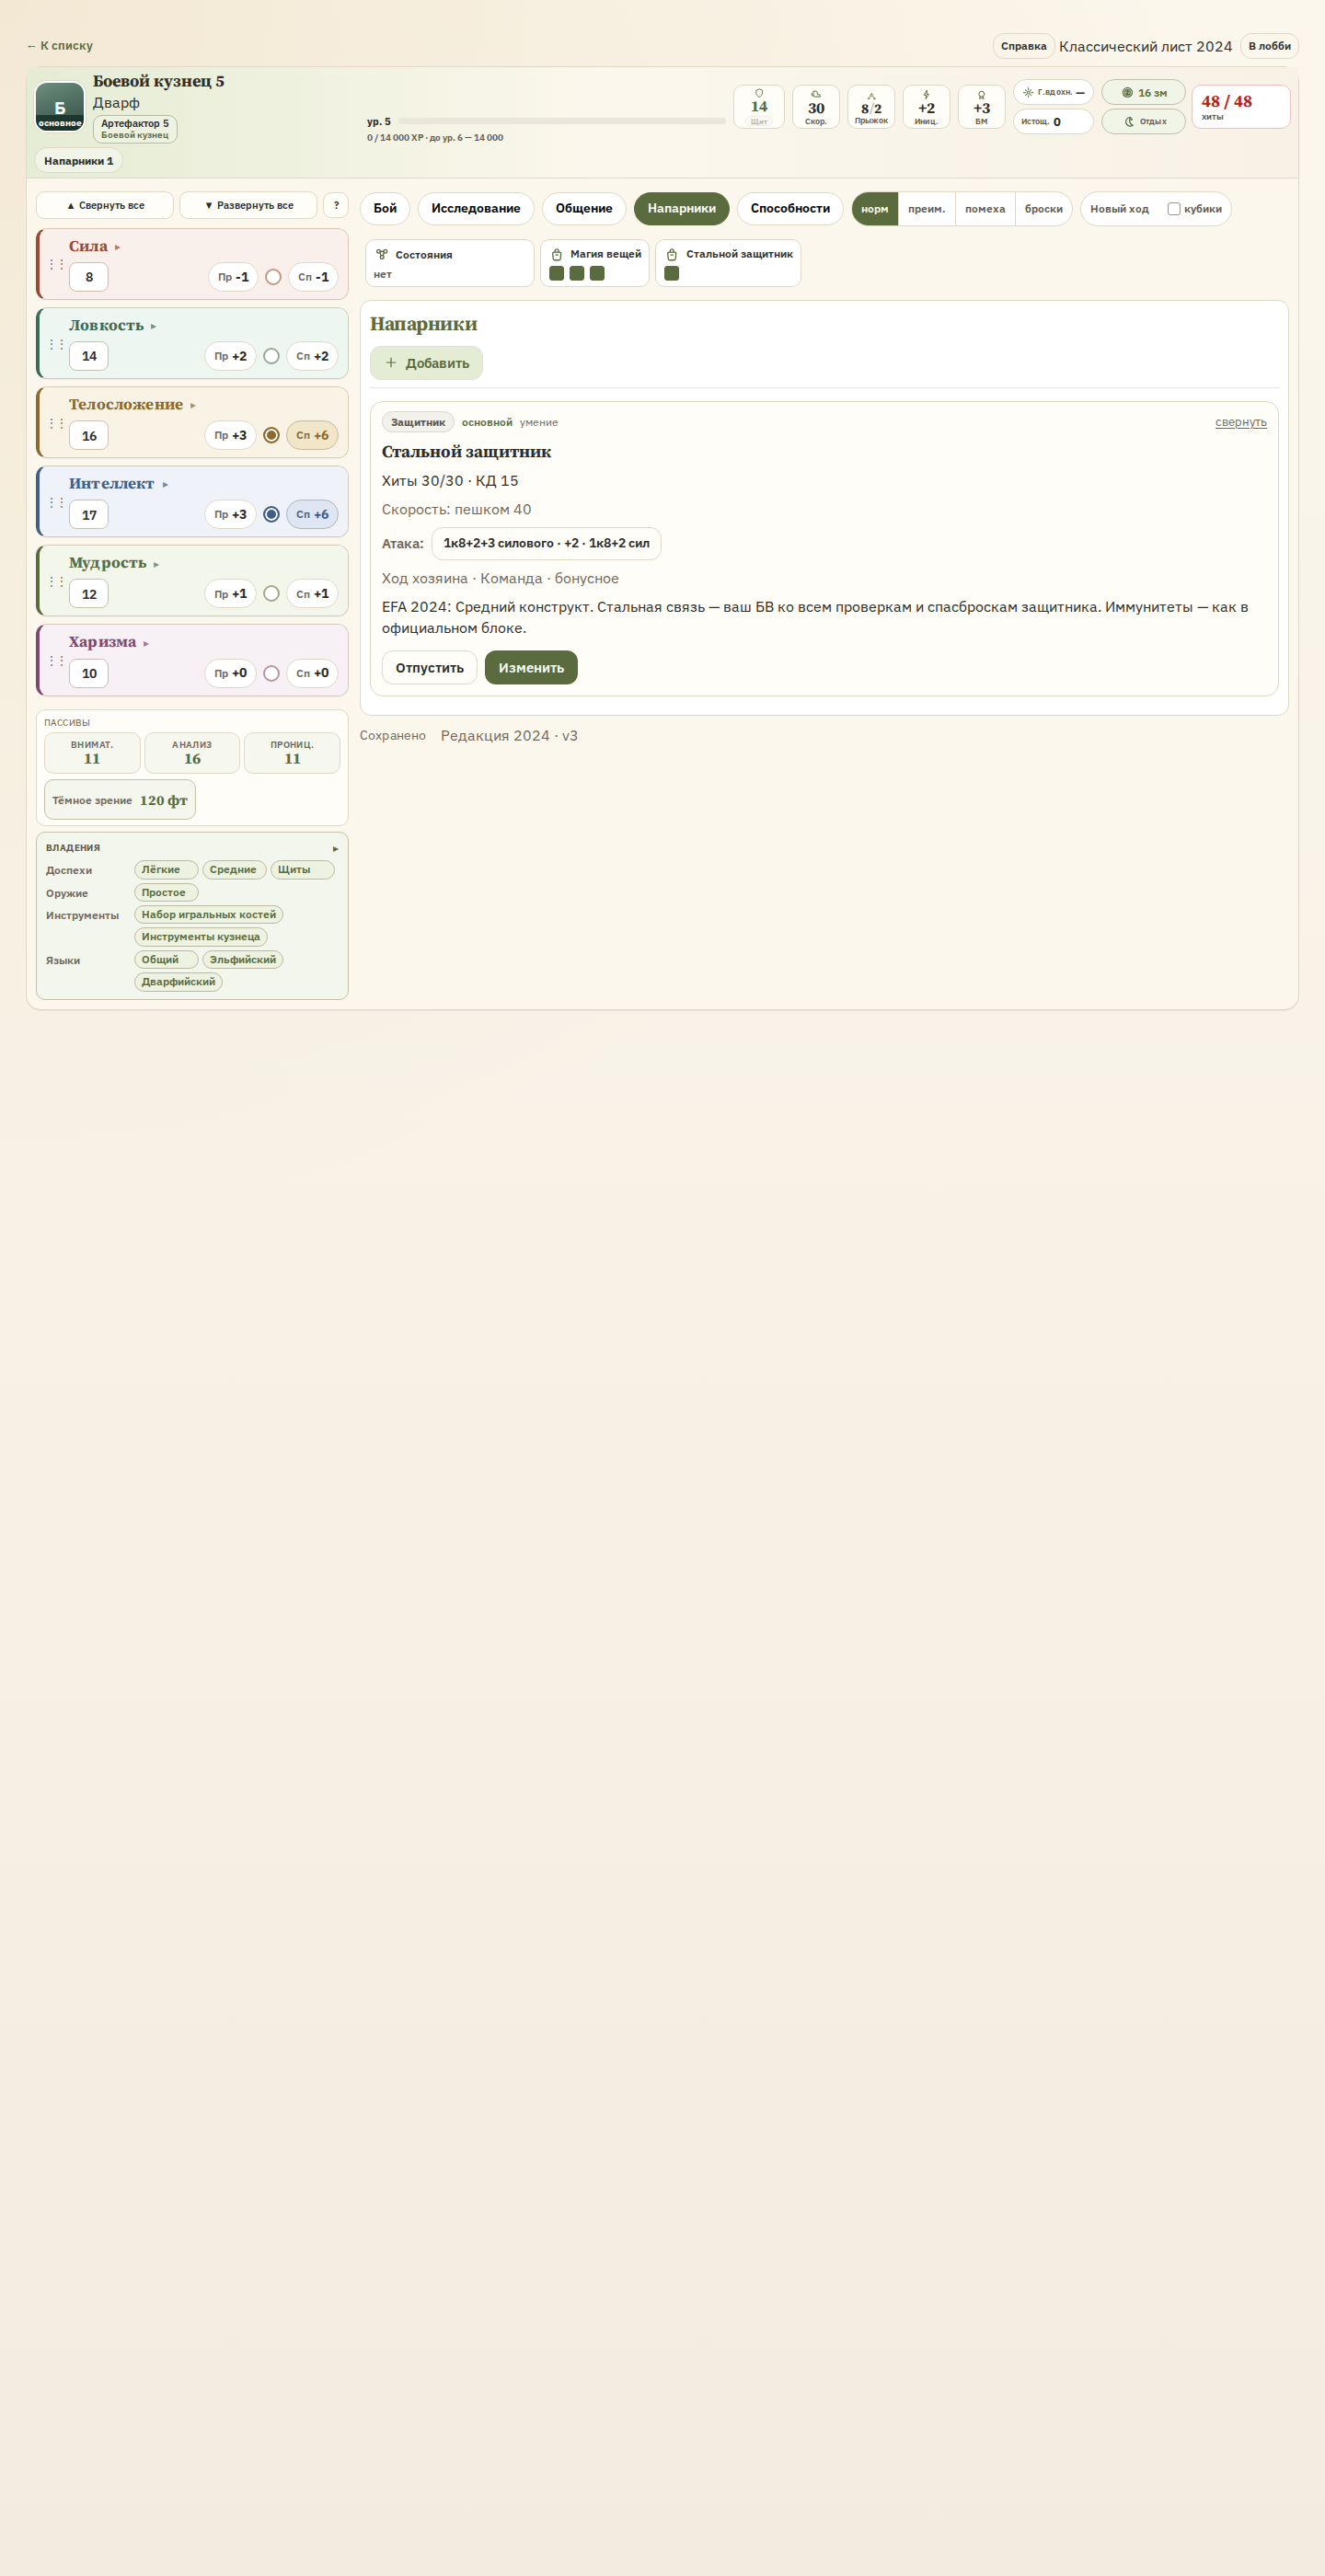 ← К списку
Справка Классический лист 2024 В лобби
Б
основное
Боевой кузнец 5
Дварф
Артефактор 5
Боевой кузнец
Напарники 1
ур. 5
0 / 14 000 XP · до ур. 6 — 14 000
14
Щит
30
Скор.
8/2
Прыжок
+2
Иниц.
+3
БМ
Г.вдохн. —
Истощ. 0
16 зм
Отдых
48 / 48
хиты
▲ Свернуть все ▼ Развернуть все ?
Сила ▸
8 Пр -1 Сп -1
Ловкость ▸
14 Пр +2 Сп +2
Телосложение ▸
16 Пр +3 Сп +6
Интеллект ▸
17 Пр +3 Сп +6
Мудрость ▸
12 Пр +1 Сп +1
Харизма ▸
10 Пр +0 Сп +0
ПАССИВЫ
ВНИМАТ. АНАЛИЗ ПРОНИЦ.
11 16 11
Тёмное зрение 120 фт
ВЛАДЕНИЯ ▸
Доспехи Лёгкие Средние Щиты
Оружие Простое
Инструменты Набор игральных костей
Инструменты кузнеца
Языки Общий Эльфийский
Дварфийский
Бой Исследование Общение Напарники Способности норм преим. помеха броски Новый ход кубики
Состояния
нет
Магия вещей
Стальной защитник
Напарники
+ Добавить
Защитник основной умение свернуть
Стальной защитник
Хиты 30/30 · КД 15
Скорость: пешком 40
Атака: 1к8+2+3 силового · +2 · 1к8+2 сил
Ход хозяина · Команда · бонусное
EFA 2024: Средний конструкт. Стальная связь — ваш БВ ко всем проверкам и спасброскам защитника. Иммунитеты — как в
официальном блоке.
Отпустить Изменить
Сохранено Редакция 2024 · v3